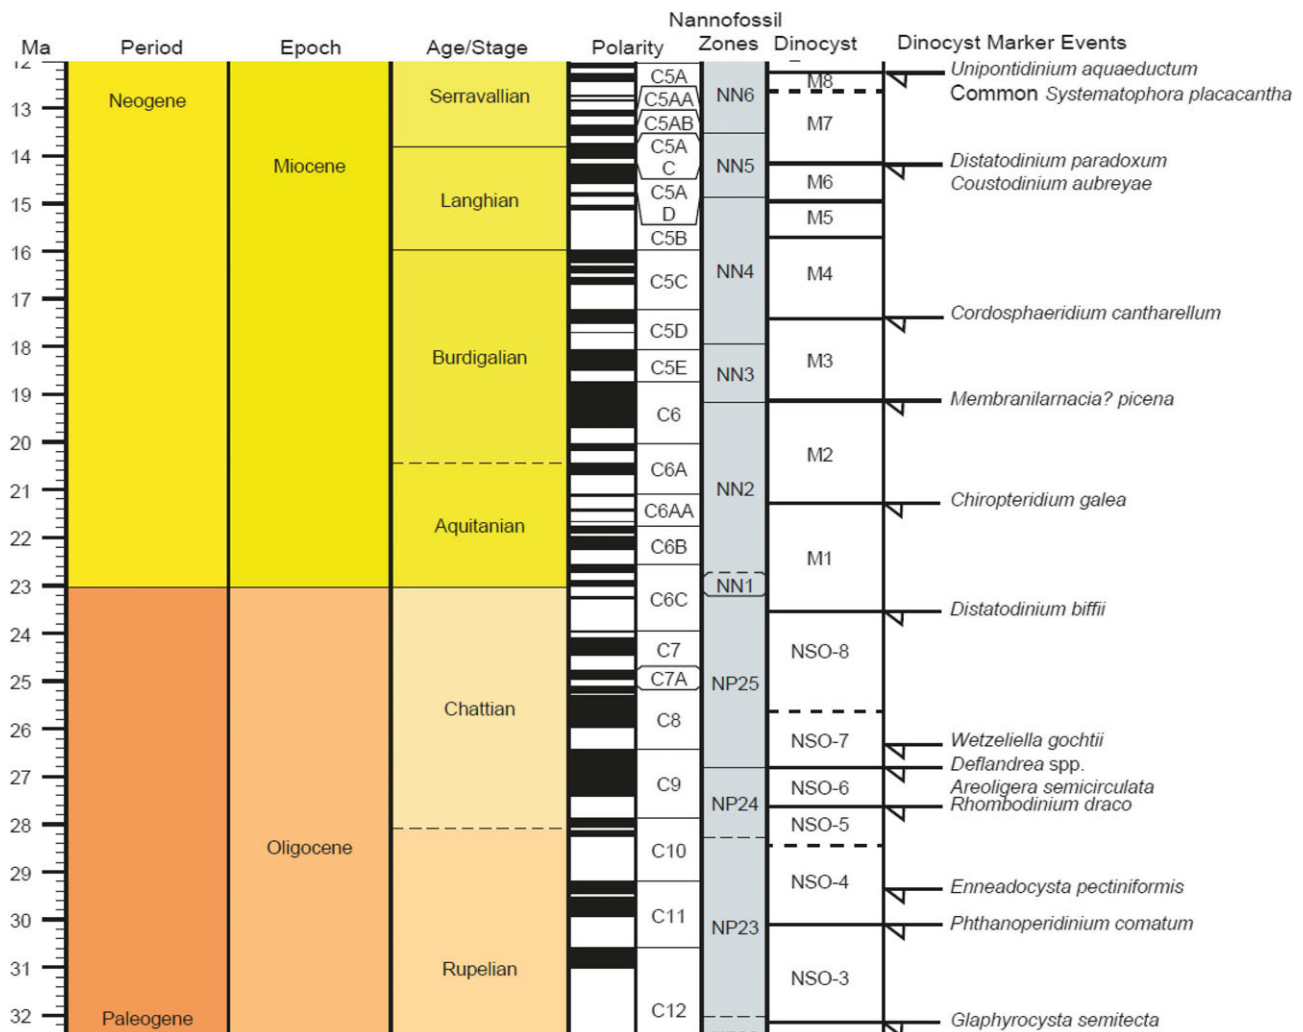 Nannofossil
Ma Period Epoch Age/Stage Polarity Zones Dinocyst Dinocyst Marker Events
12
13
14
15
16
17
18
19
20
21
22
23
24
25
26
27
28
29
30
31
32
Neogene
Paleogene
Miocene
Oligocene
Serravallian
Langhian
Burdigalian
Aquitanian
Chattian
Rupelian
C5A
C5AA
C5AB
C5A
C
C5A
D
C5B
C5C
C5D
C5E
C6
C6A
C6AA
C6B
C6C
C7
C7A
C8
C9
C10
C11
C12
NN6
NN5
NN4
NN3
NN2
NN1
NP25
NP24
NP23
M8
M7
M6
M5
M4
M3
M2
M1
NSO-8
NSO-7
NSO-6
NSO-5
NSO-4
NSO-3
Unipontidinium aquaeductum
Common Systematophora placacantha
Distatodinium paradoxum
Coustodinium aubreyae
Cordosphaeridium cantharellum
Membranilarnacia? picena
Chiropteridium galea
Distatodinium biffii
Wetzeliella gochtii
Deflandrea spp.
Areoligera semicirculata
Rhombodinium draco
Enneadocysta pectiniformis
Phthanoperidinium comatum
Glaphyrocysta semitecta